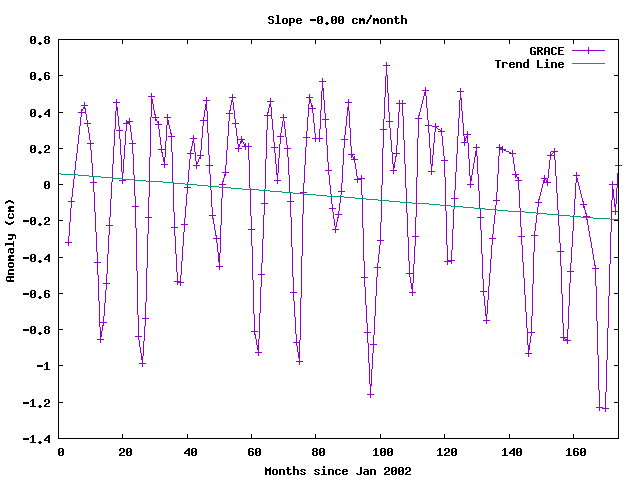 Slope -0.00 cm/month
GRACE
Trend Line
0.8
0.6
0.4
0.2
0
-0.2
-0.4
-0.6
-0.8
-1
-1.2
-1.4
Anomaly (cm)
0 20 40 60 80 100 120 140 160
Months since Jan 2002